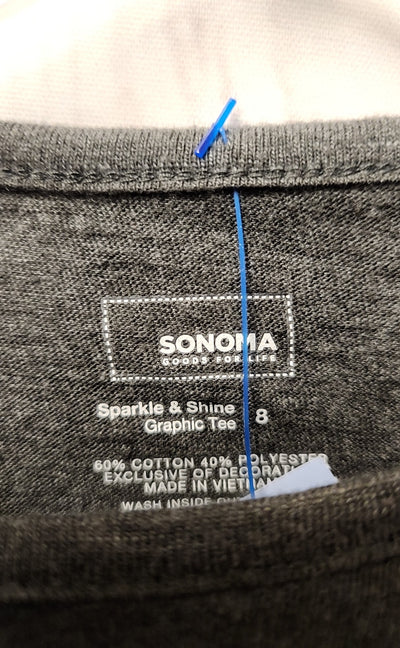 SONOMA
GOODS FOR LIFE
Sparkle & Shine
Graphic Tee
8
60% COTTON 40% POLYESTER
EXCLUSIVE OF
MADE IN VIETNAM
WASH INSIDE